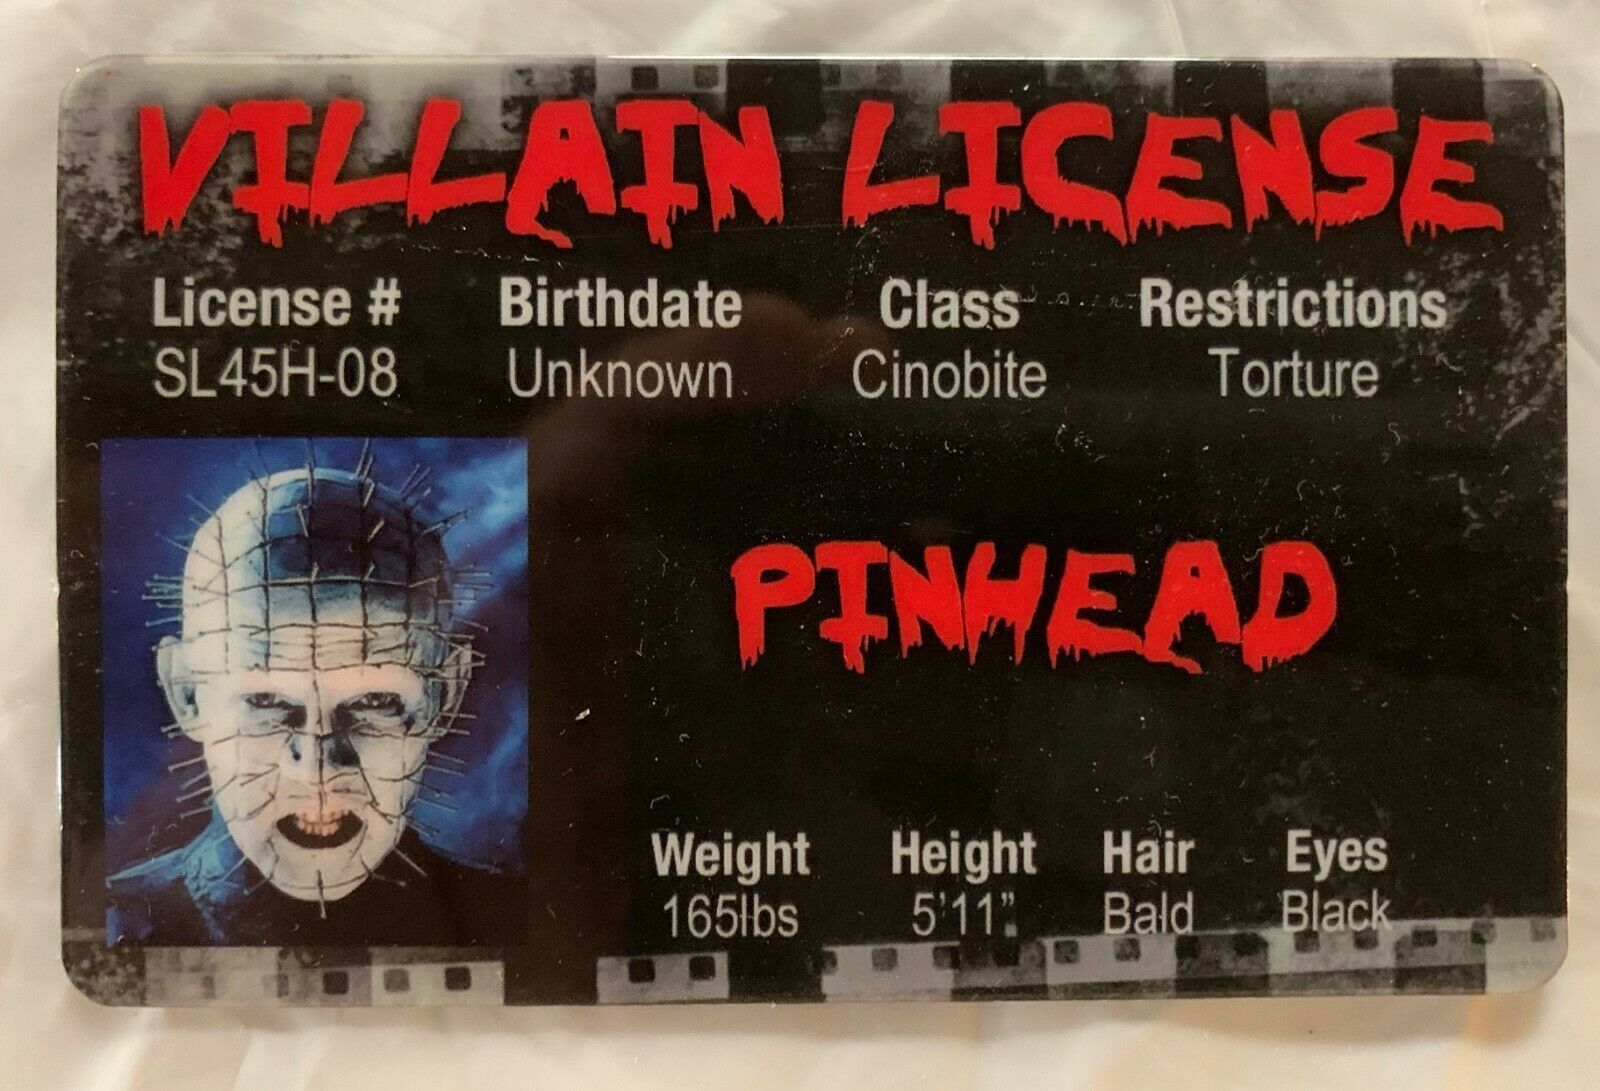 VILLAIN LICENSE
License # Birthdate Class Restrictions
SL45H-08 Unknown Cinobite Torture
PINHEAD
Weight Height Hair Eyes
165lbs 5'11" Bald Black